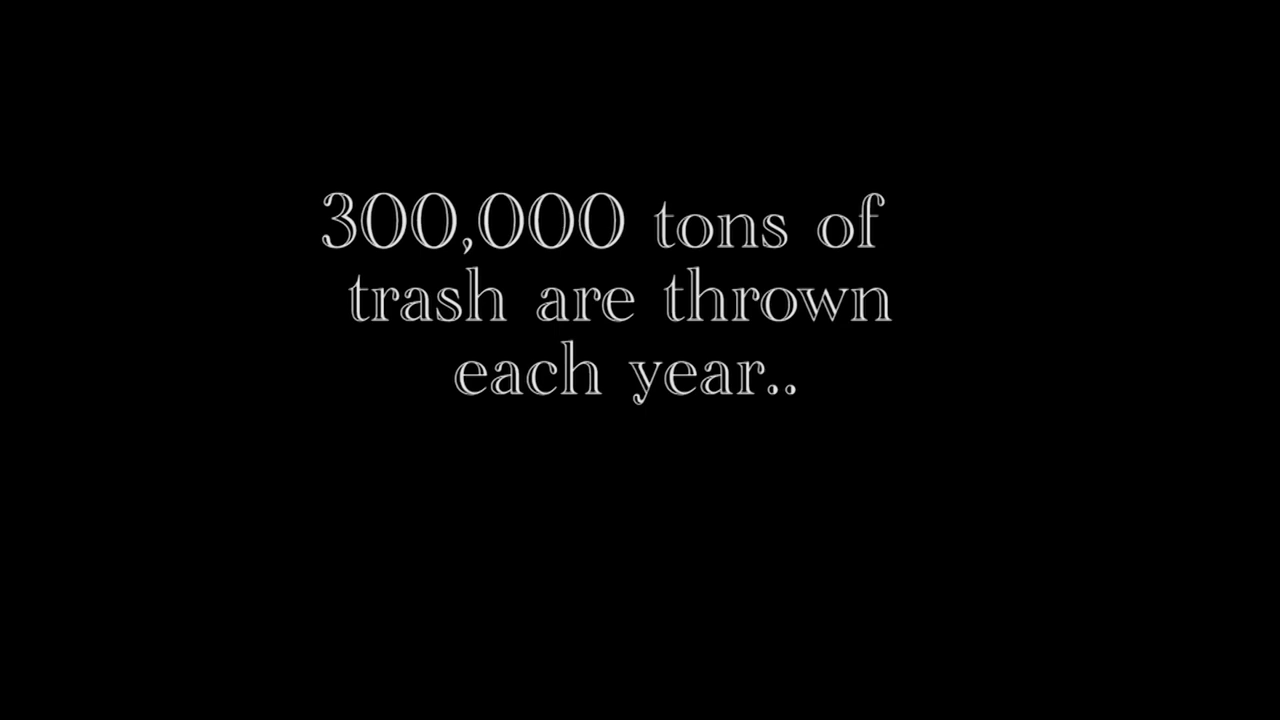 300,000 tons of
trash are thrown
each year..